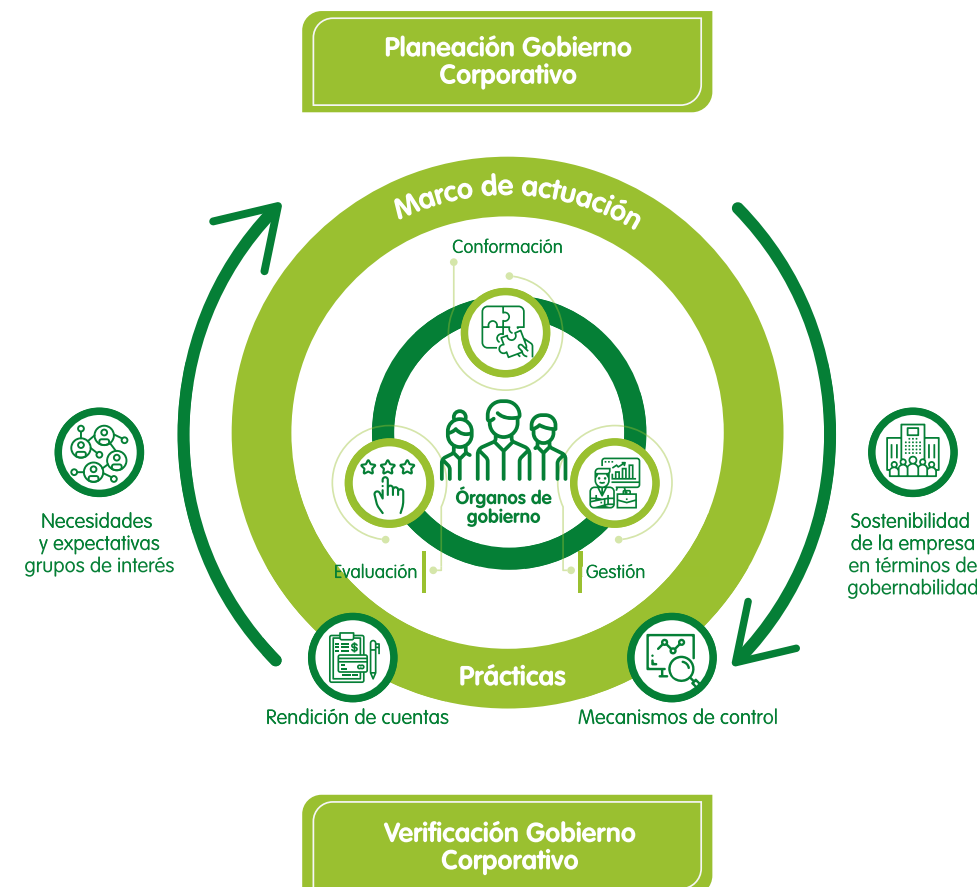 Planeación Gobierno
Corporativo
Marco de actuación
Conformación
Órganos de
gobierno
Necesidades
y expectativas
grupos de interés
Sostenibilidad
de la empresa
en términos de
gobernabilidad
Evaluación
Gestión
Prácticas
Rendición de cuentas
Mecanismos de control
Verificación Gobierno
Corporativo